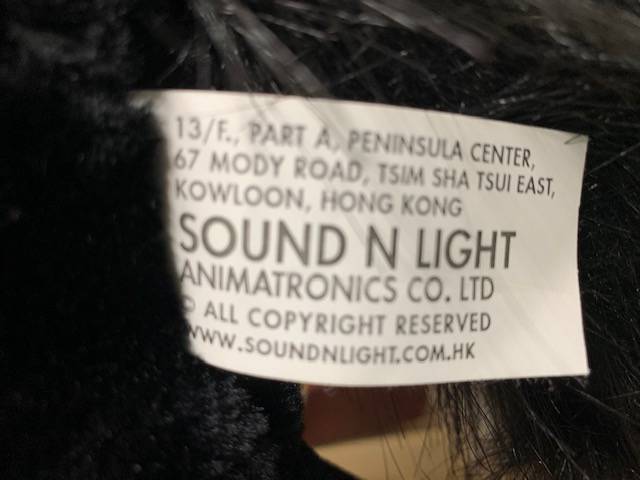 13/F., PART A, PENINSULA CENTER,
67 MODY ROAD, TSIM SHA TSUI EAST,
KOWLOON, HONG KONG
SOUND N LIGHT
ANIMATRONICS CO. LTD
© ALL COPYRIGHT RESERVED
WWW.SOUNDNLIGHT.COM.HK